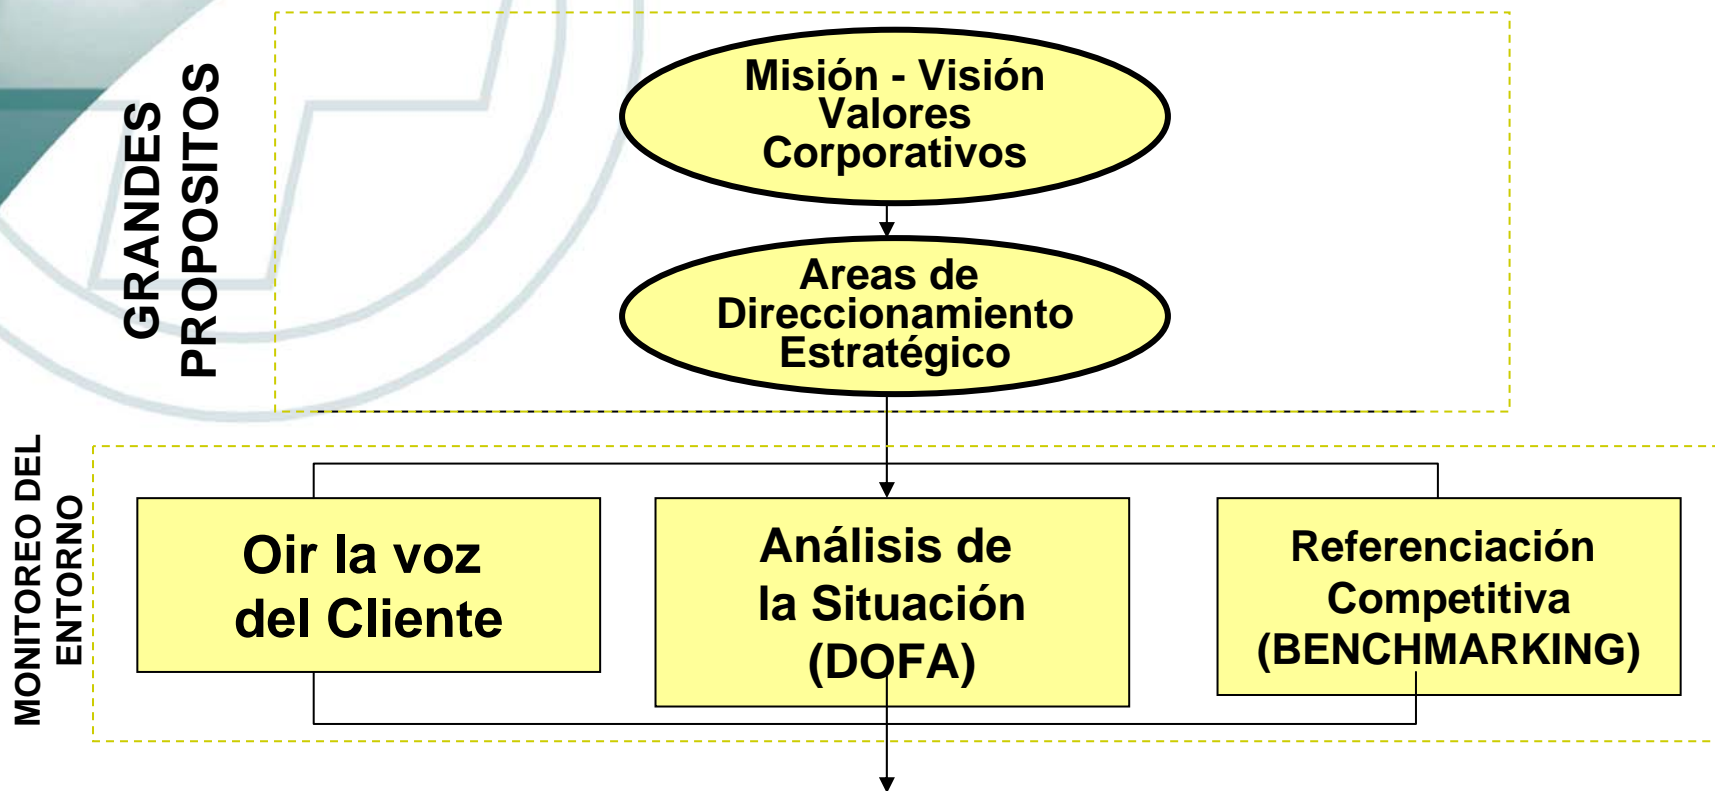 GRANDES
PROPOSITOS
Misión - Visión
Valores
Corporativos
Areas de
Direccionamiento
Estratégico
MONITOREO DEL
ENTORNO
Oir la voz
del Cliente
Análisis de
la Situación
(DOFA)
Referenciación
Competitiva
(BENCHMARKING)